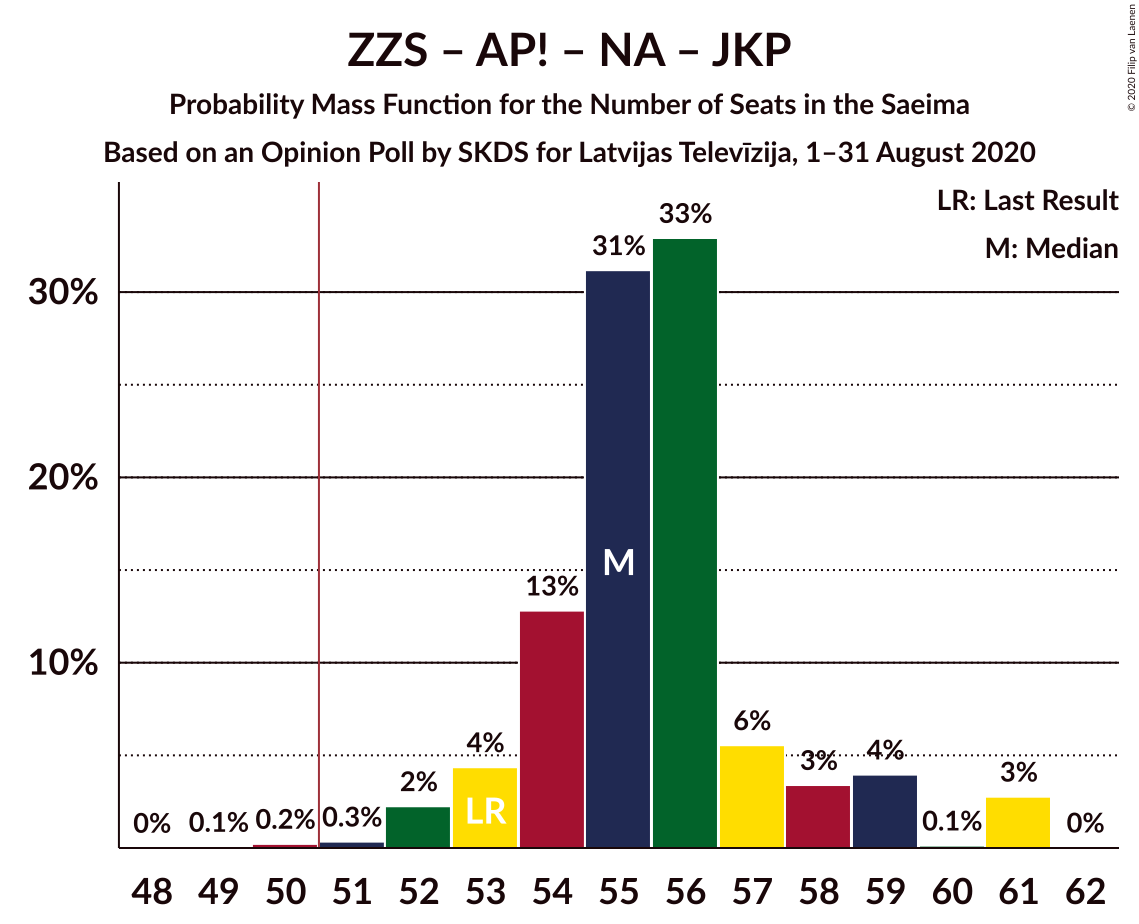 ZZS – AP! – NA – JKP
Probability Mass Function for the Number of Seats in the Saeima
Based on an Opinion Poll by SKDS for Latvijas Televīzija, 1–31 August 2020
© 2020 Filip van Laenen
LR: Last Result
M: Median
30%
20%
10%
0% 0.1% 0.2% 0.3% 2% 4% 13% 31% 33% 6% 3% 4% 0.1% 3% 0%
M
LR
48 49 50 51 52 53 54 55 56 57 58 59 60 61 62